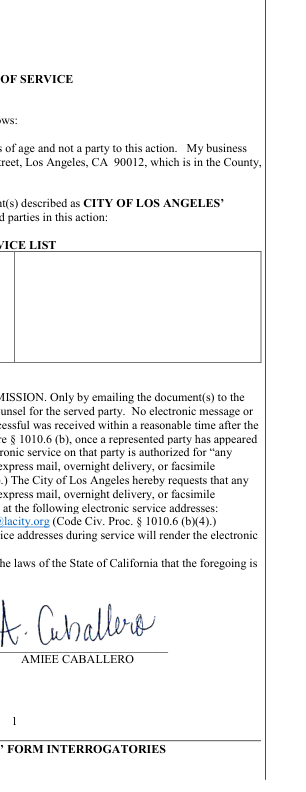 OF SERVICE
ows:
s of age and not a party to this action. My business
treet, Los Angeles, CA 90012, which is in the County,
nt(s) described as CITY OF LOS ANGELES'
d parties in this action:
VICE LIST
MISSION. Only by emailing the document(s) to the
unsel for the served party. No electronic message or
cessful was received within a reasonable time after the
re § 1010.6 (b), once a represented party has appeared
tronic service on that party is authorized for “any
express mail, overnight delivery, or facsimile
.) The City of Los Angeles hereby requests that any
express mail, overnight delivery, or facsimile
at the following electronic service addresses:
@lacity.org (Code Civ. Proc. § 1010.6 (b)(4).)
ice addresses during service will render the electronic
he laws of the State of California that the foregoing is
A. Caballero
AMIEE CABALLERO
1
' FORM INTERROGATORIES